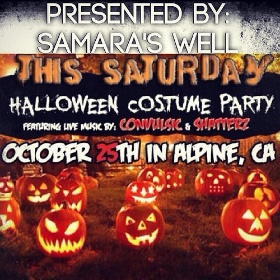 PRESENTED BY:
SAMARA'S WELL
THIS SATURDAY
HALLOWEEN COSTUME PARTY
FEATURING LIVE MUSIC BY: CONVULSIC & SHATTERZ
OCTOBER 25TH IN ALPINE, CA